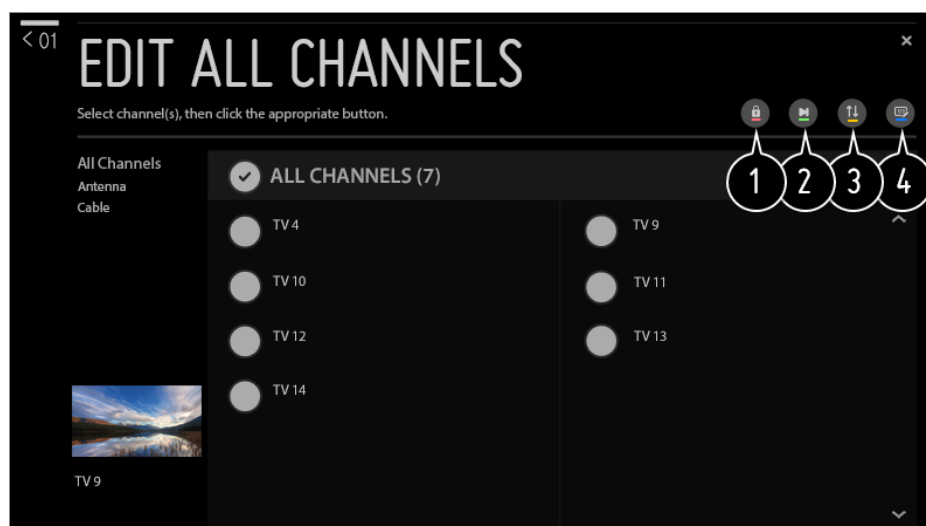 < 01
EDIT ALL CHANNELS
×
Select channel(s), then click the appropriate button.
1 2 3 4
All Channels
Antenna
Cable
ALL CHANNELS (7)
TV 4
TV 9
TV 10
TV 11
TV 12
TV 13
TV 14
TV 9